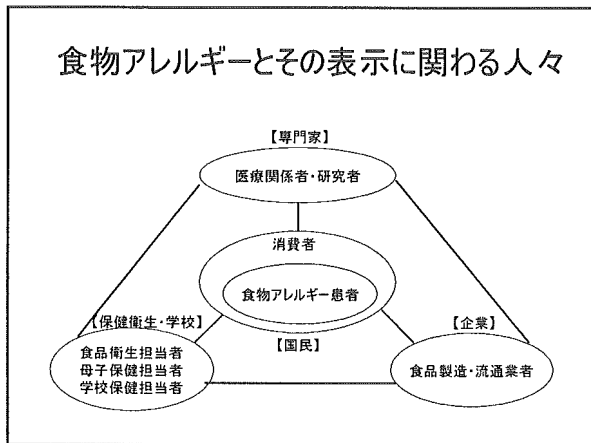 食物アレルギーとその表示に関わる人々
【専門家】
医療関係者・研究者
消費者
食物アレルギー患者
【国民】
【保健衛生・学校】
食品衛生担当者
母子保健担当者
学校保健担当者
【企業】
食品製造・流通業者